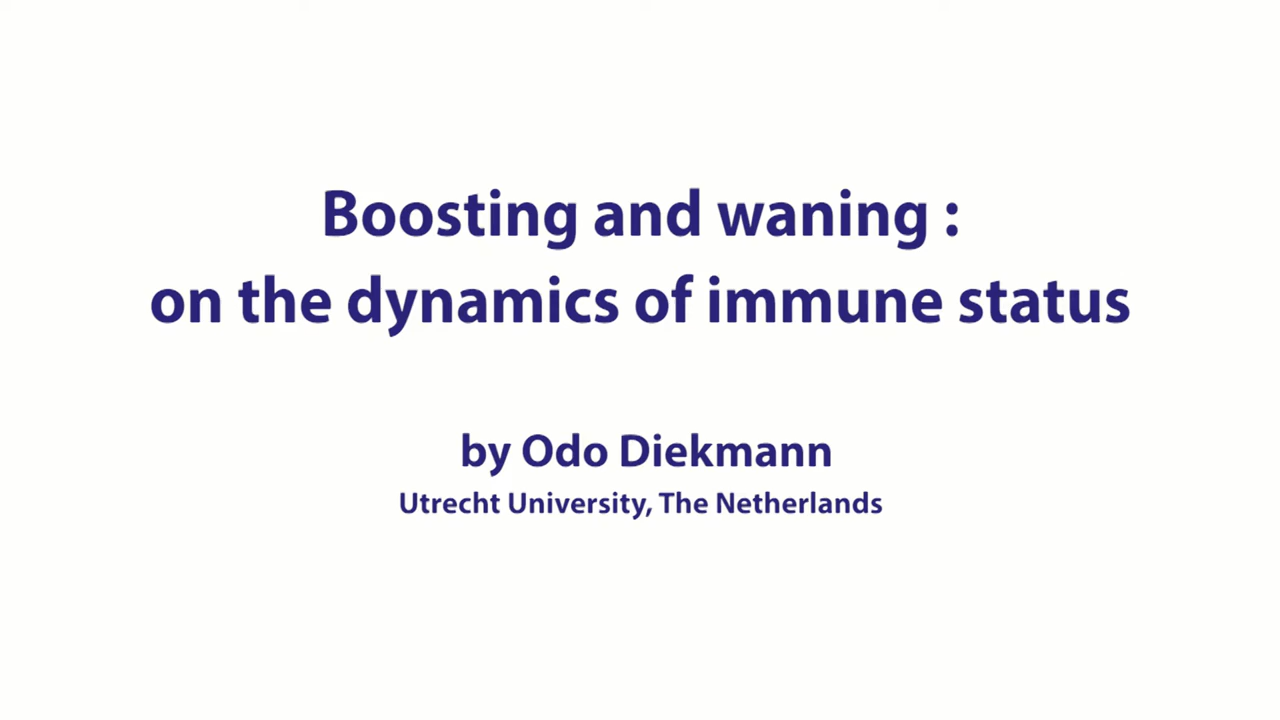 Boosting and waning :
on the dynamics of immune status
by Odo Diekmann
Utrecht University, The Netherlands